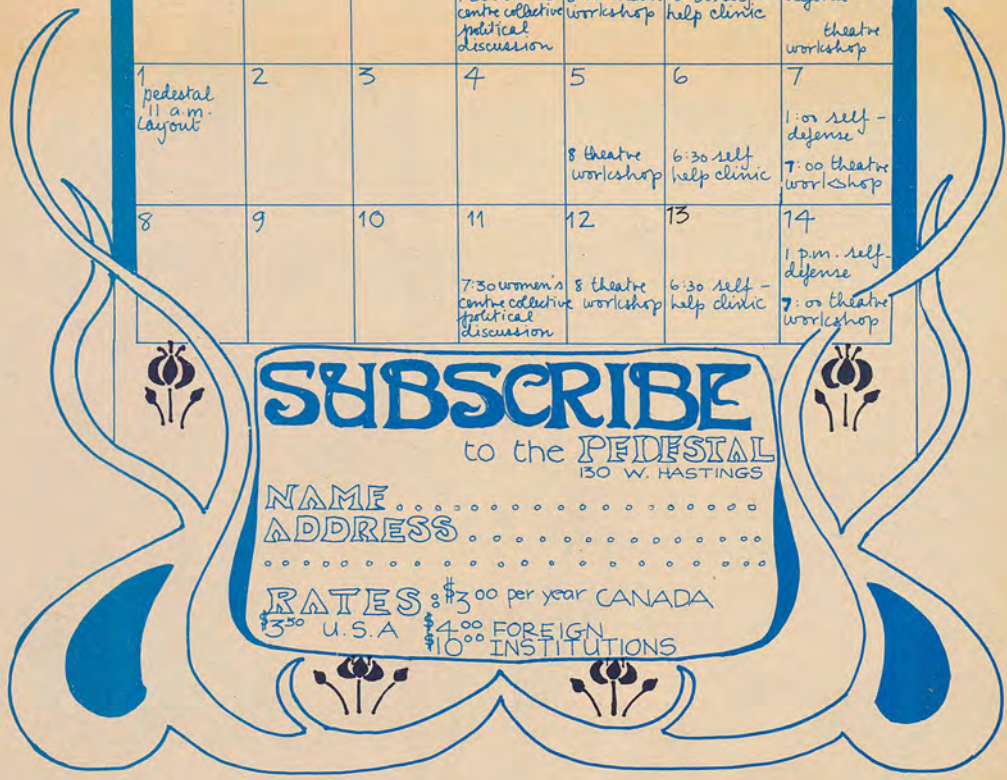 centre collective
political
discussion
workshop
help clinic
theatre
workshop
1
pedestal
11 a.m.
layout
2
3
4
5
8 theatre
workshop
6
6:30 self
help clinic
7
1:00 self-
defense
7:00 theatre
workshop
8
9
10
11
7:30 women's
centre collective
political
discussion
12
8 theatre
workshop
13
6:30 self-
help clinic
14
1 p.m. self-
defense
7:00 theatre
workshop
SUBSCRIBE
to the PEDESTAL
130 W. HASTINGS
NAME
ADDRESS
RATES: $3.00 per year CANADA
$3.50 U.S.A $4.00 FOREIGN
$10.00 INSTITUTIONS